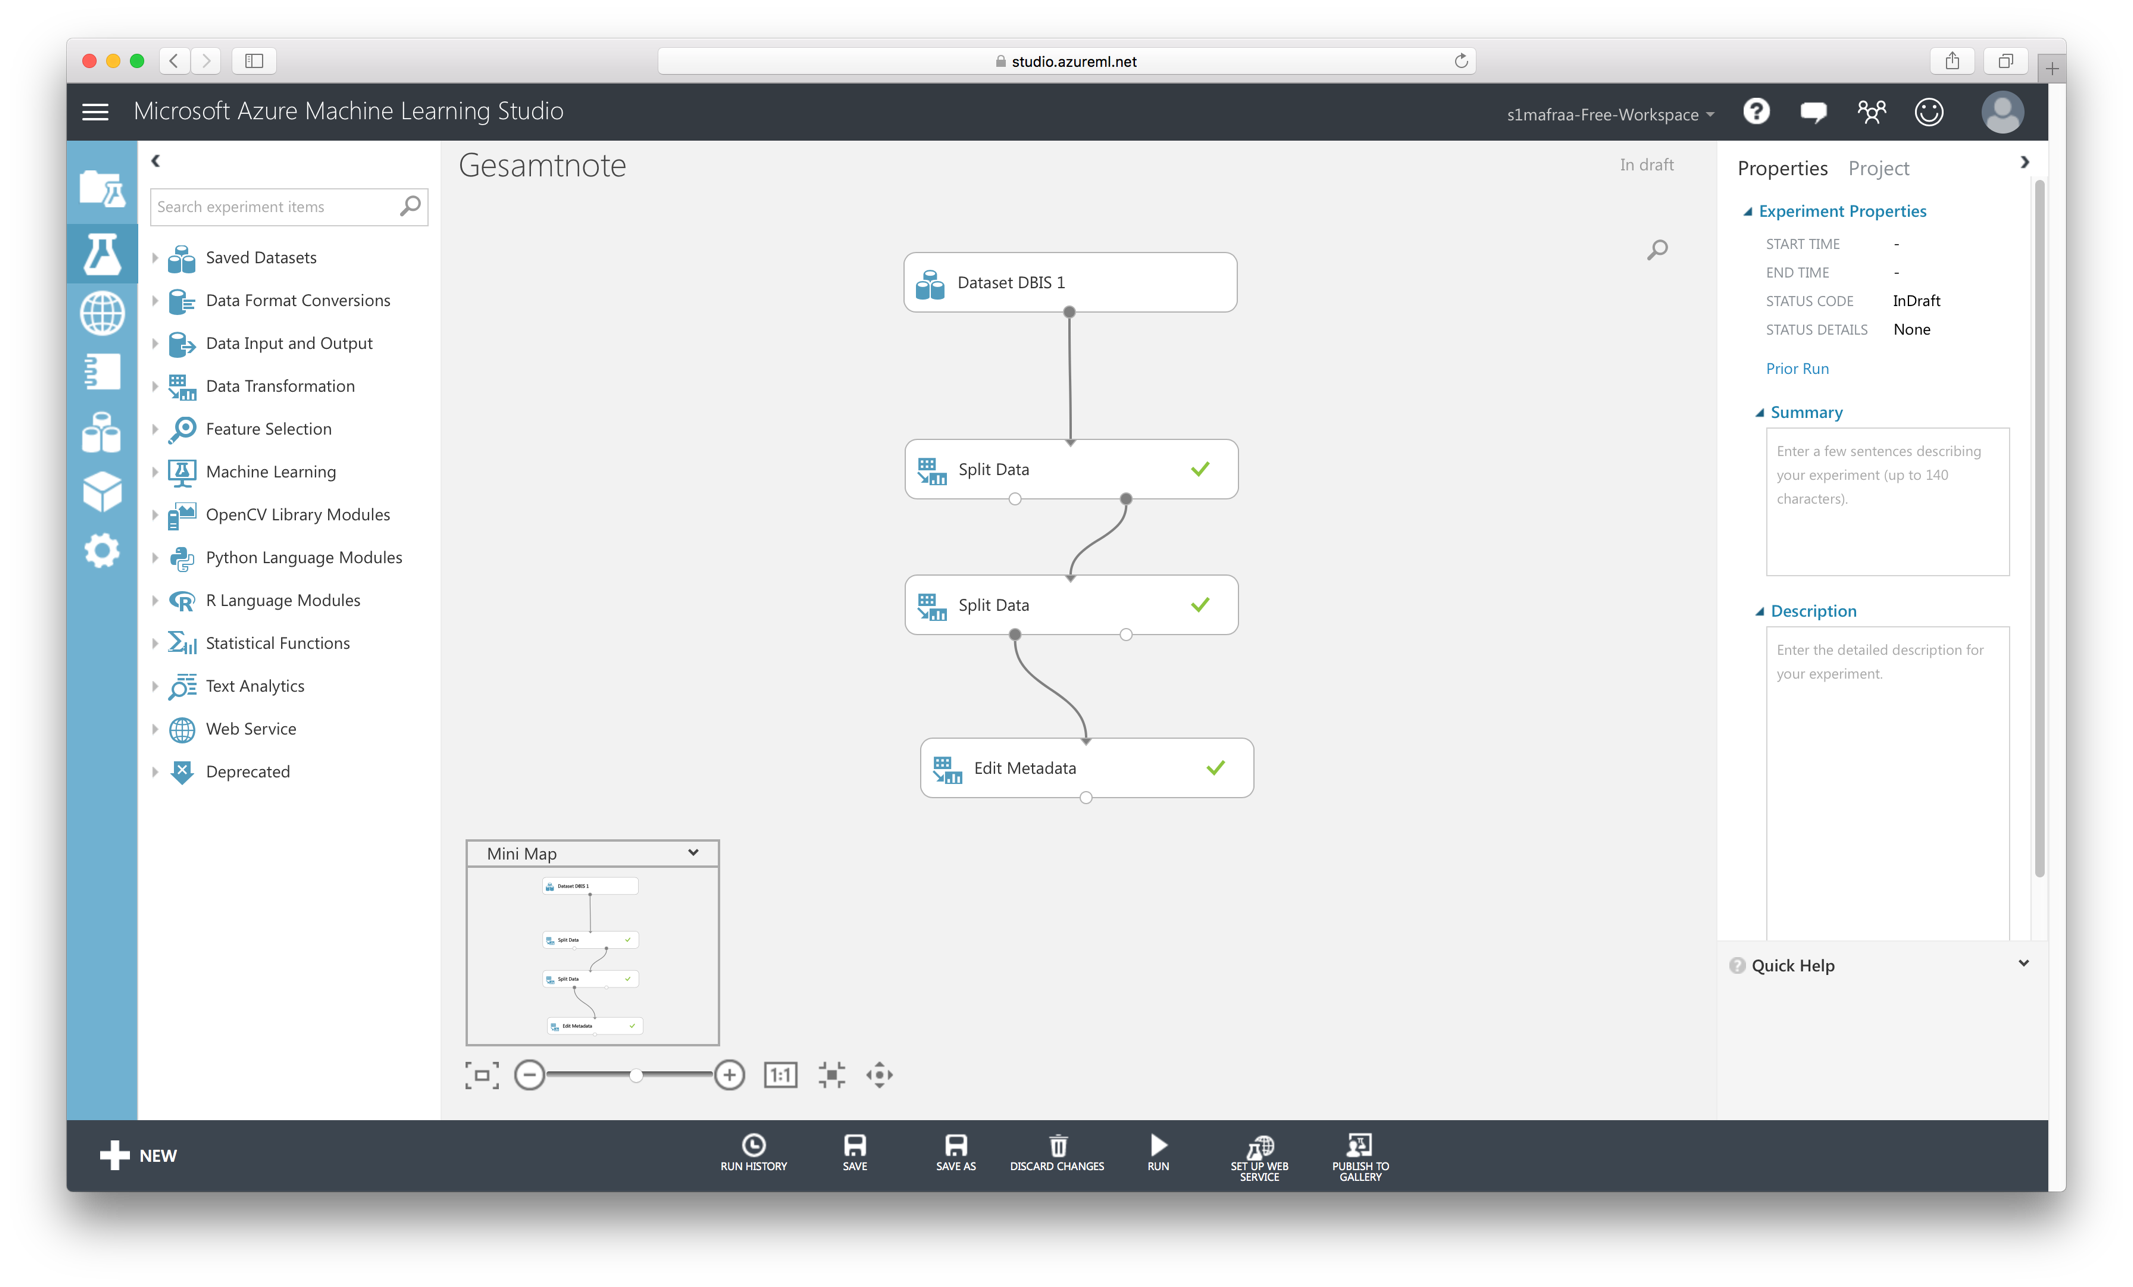 studio.azureml.net
Microsoft Azure Machine Learning Studio
s1mafraa-Free-Workspace
Search experiment items
Saved Datasets
Data Format Conversions
Data Input and Output
Data Transformation
Feature Selection
Machine Learning
OpenCV Library Modules
Python Language Modules
R Language Modules
Statistical Functions
Text Analytics
Web Service
Deprecated
Gesamtnote
In draft
Dataset DBIS 1
Split Data
Split Data
Edit Metadata
Mini Map
Dataset DBIS 1
Split Data
Split Data
Edit Metadata
1:1
Properties Project
Experiment Properties
START TIME -
END TIME -
STATUS CODE InDraft
STATUS DETAILS None
Prior Run
Summary
Enter a few sentences describing
your experiment (up to 140
characters).
Description
Enter the detailed description for
your experiment.
Quick Help
NEW
RUN HISTORY
SAVE
SAVE AS
DISCARD CHANGES
RUN
SET UP WEB
SERVICE
PUBLISH TO
GALLERY